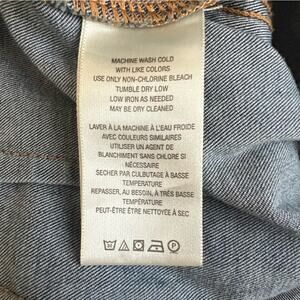 MACHINE WASH COLD
WITH LIKE COLORS
USE ONLY NON-CHLORINE BLEACH
TUMBLE DRY LOW
LOW IRON AS NEEDED
MAY BE DRY CLEANED
LAVER À LA MACHINE À L'EAU FROIDE
AVEC COULEURS SIMILAIRES
UTILISER UN AGENT DE
BLANCHIMENT SANS CHLORE SI
NÉCESSAIRE
SECHER PAR CULBUTAGE À BASSE
TEMPÉRATURE
REPASSER, AU BESOIN, À TRÈS BASSE
TEMPÉRATURE
PEUT-ÊTRE ÊTRE NETTOYÉE À SEC